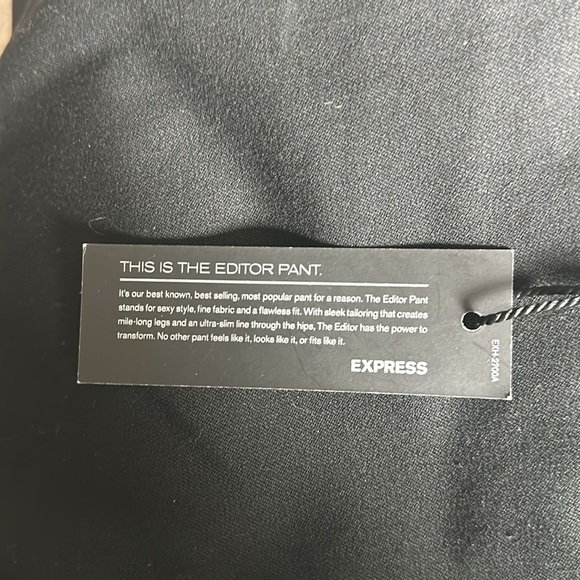 THIS IS THE EDITOR PANT.
It's our best known, best selling, most popular pant for a reason. The Editor Pant
stands for sexy style, fine fabric and a flawless fit. With sleek tailoring that creates
mile-long legs and an ultra-slim line through the hips, The Editor has the power to
transform. No other pant feels like it, looks like it, or fits like it.
EXPRESS
EXH-2700A